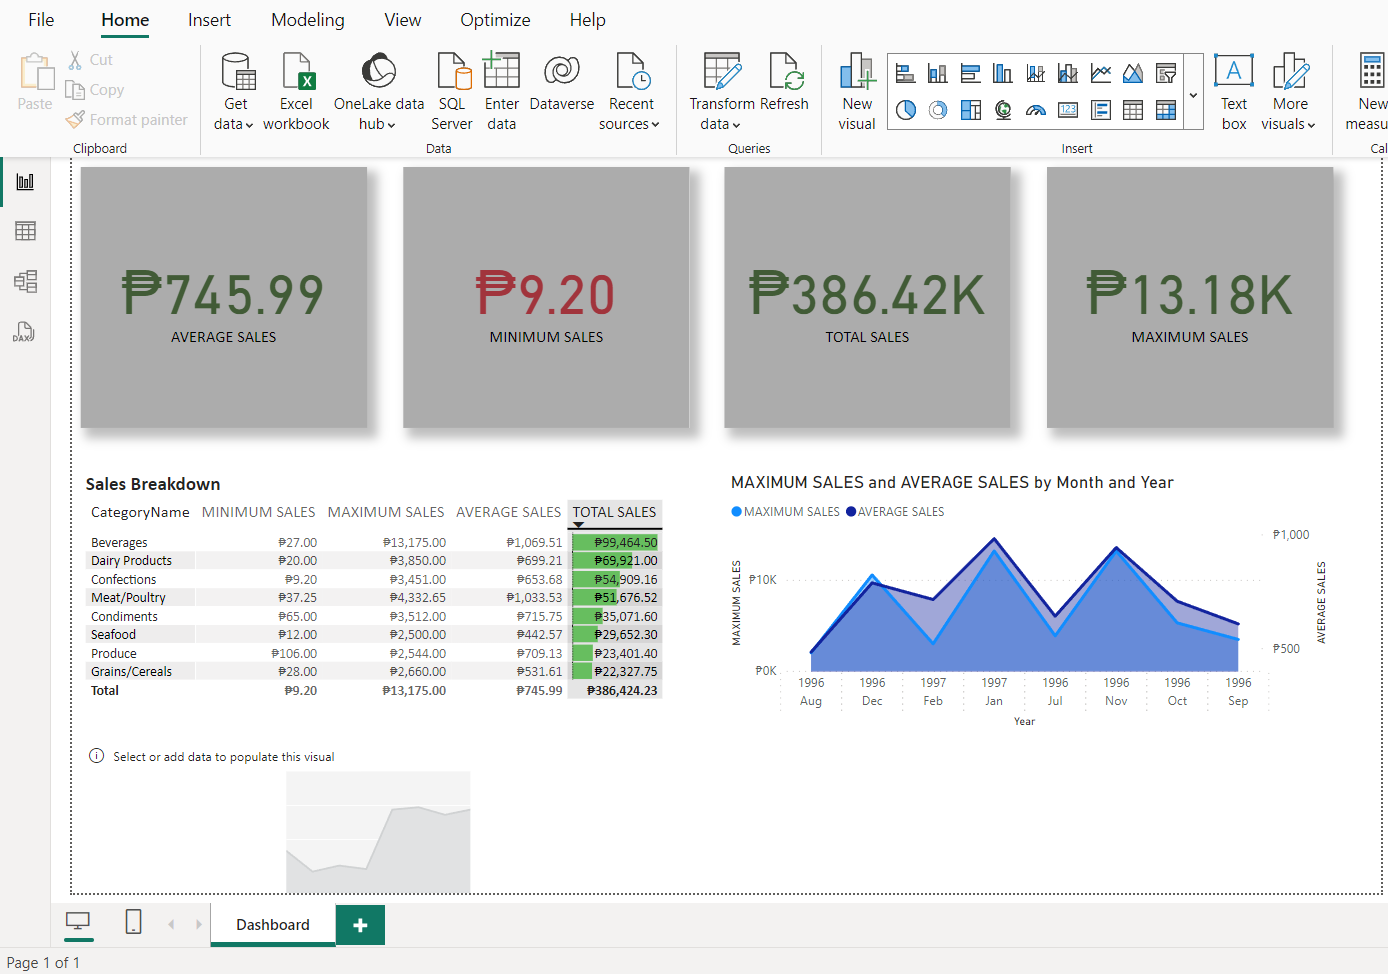 File Home Insert Modeling View Optimize Help
Paste Cut
Copy
Format painter
Clipboard
Get data
Excel workbook
OneLake data hub
SQL Server
Enter data
Dataverse
Recent sources
Data
Transform data
Refresh
Queries
New visual
123
Insert
A
Text box
More visuals
New measu
Cal
DAX
₱745.99
AVERAGE SALES
₱9.20
MINIMUM SALES
₱386.42K
TOTAL SALES
₱13.18K
MAXIMUM SALES
Sales Breakdown
CategoryName MINIMUM SALES MAXIMUM SALES AVERAGE SALES TOTAL SALES
Beverages ₱27.00 ₱13,175.00 ₱1,069.51 ₱99,464.50
Dairy Products ₱20.00 ₱3,850.00 ₱699.21 ₱69,921.00
Confections ₱9.20 ₱3,451.00 ₱653.68 ₱54,909.16
Meat/Poultry ₱37.25 ₱4,332.65 ₱1,033.53 ₱51,676.52
Condiments ₱65.00 ₱3,512.00 ₱715.75 ₱35,071.60
Seafood ₱12.00 ₱2,500.00 ₱442.57 ₱29,652.30
Produce ₱106.00 ₱2,544.00 ₱709.13 ₱23,401.40
Grains/Cereals ₱28.00 ₱2,660.00 ₱531.61 ₱22,327.75
Total ₱9.20 ₱13,175.00 ₱745.99 ₱386,424.23
MAXIMUM SALES and AVERAGE SALES by Month and Year
MAXIMUM SALES AVERAGE SALES
₱1,000
₱10K
MAXIMUM SALES
AVERAGE SALES
₱500
₱0K
1996 1996 1997 1997 1996 1996 1996 1996
Aug Dec Feb Jan Jul Nov Oct Sep
Year
Select or add data to populate this visual
Dashboard
Page 1 of 1